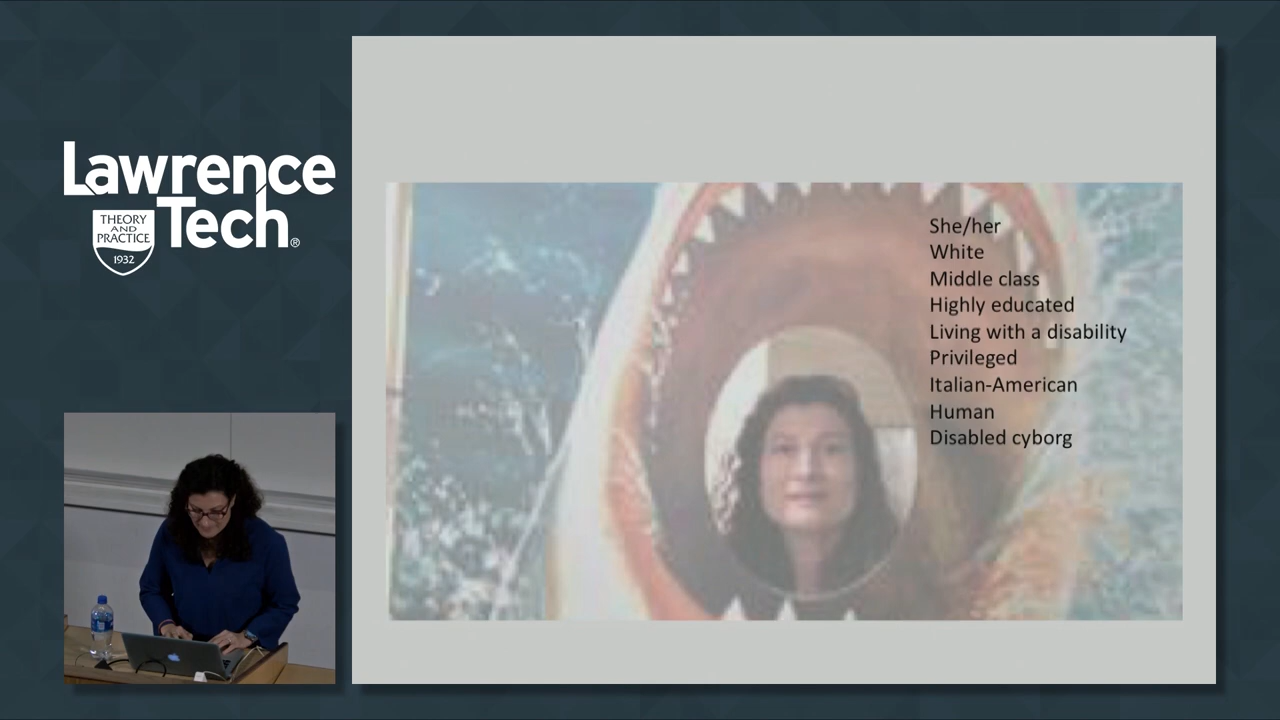 Lawrence
Tech®
THEORY
AND
PRACTICE
1932
She/her
White
Middle class
Highly educated
Living with a disability
Privileged
Italian-American
Human
Disabled cyborg